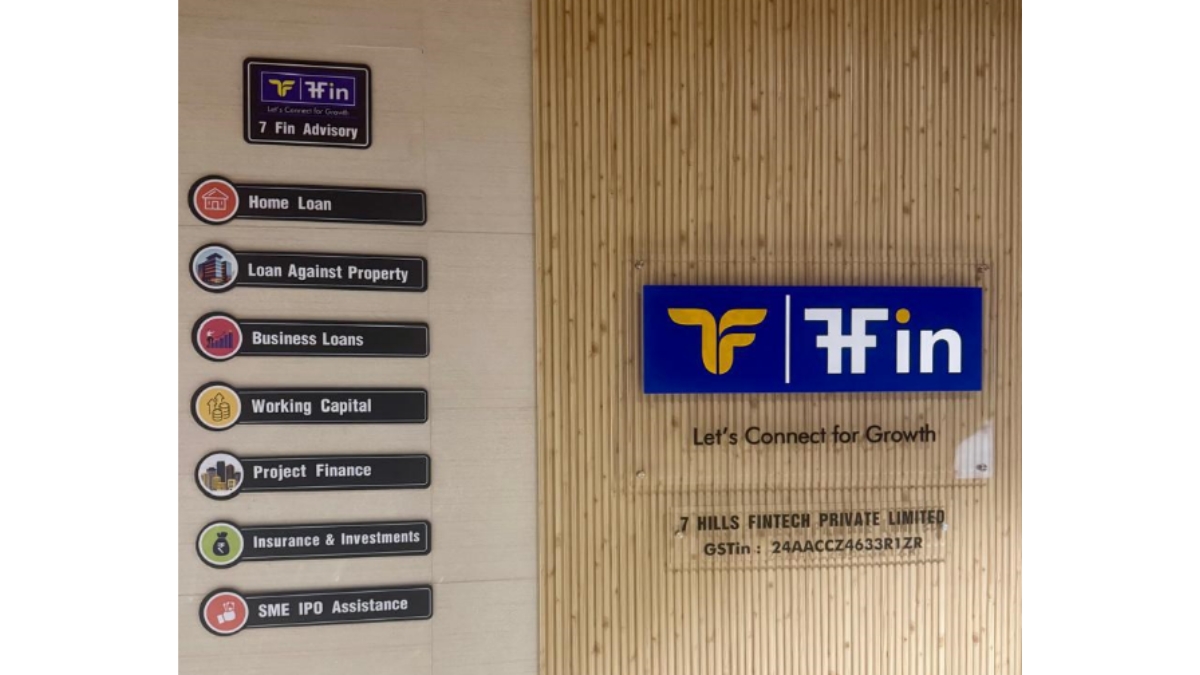 7Fin
Let's Connect for Growth
7 Fin Advisory
Home Loan
Loan Against Property
Business Loans
Working Capital
Project Finance
Insurance & Investments
SME IPO Assistance
7F | 7Fin
Let's Connect for Growth
7 HILLS FINTECH PRIVATE LIMITED
GSTin : 24AACCZ4633R1ZR